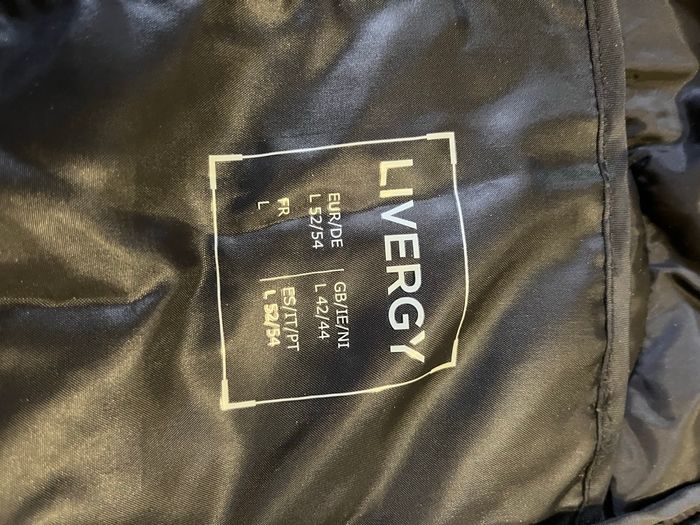 LIVERGY
EUR/DE | GB/IE/NI
L 52/54 | L 42/44
FR | ES/IT/PT
L | L 52/54